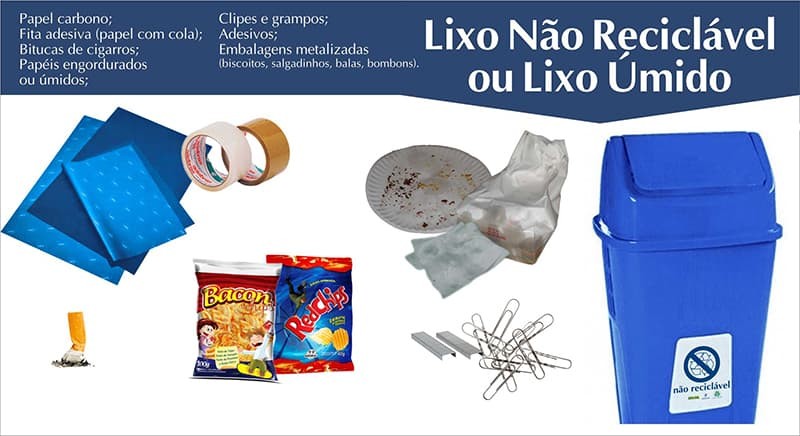 Papel carbono;
Fita adesiva (papel com cola);
Bitucas de cigarros;
Papéis engordurados
ou úmidos;
Clipes e grampos;
Adesivos;
Embalagens metalizadas
(biscoitos, salgadinhos, balas, bombons).
Lixo Não Reciclável
ou Lixo Úmido
Bacon
100g
RedChips
não reciclável